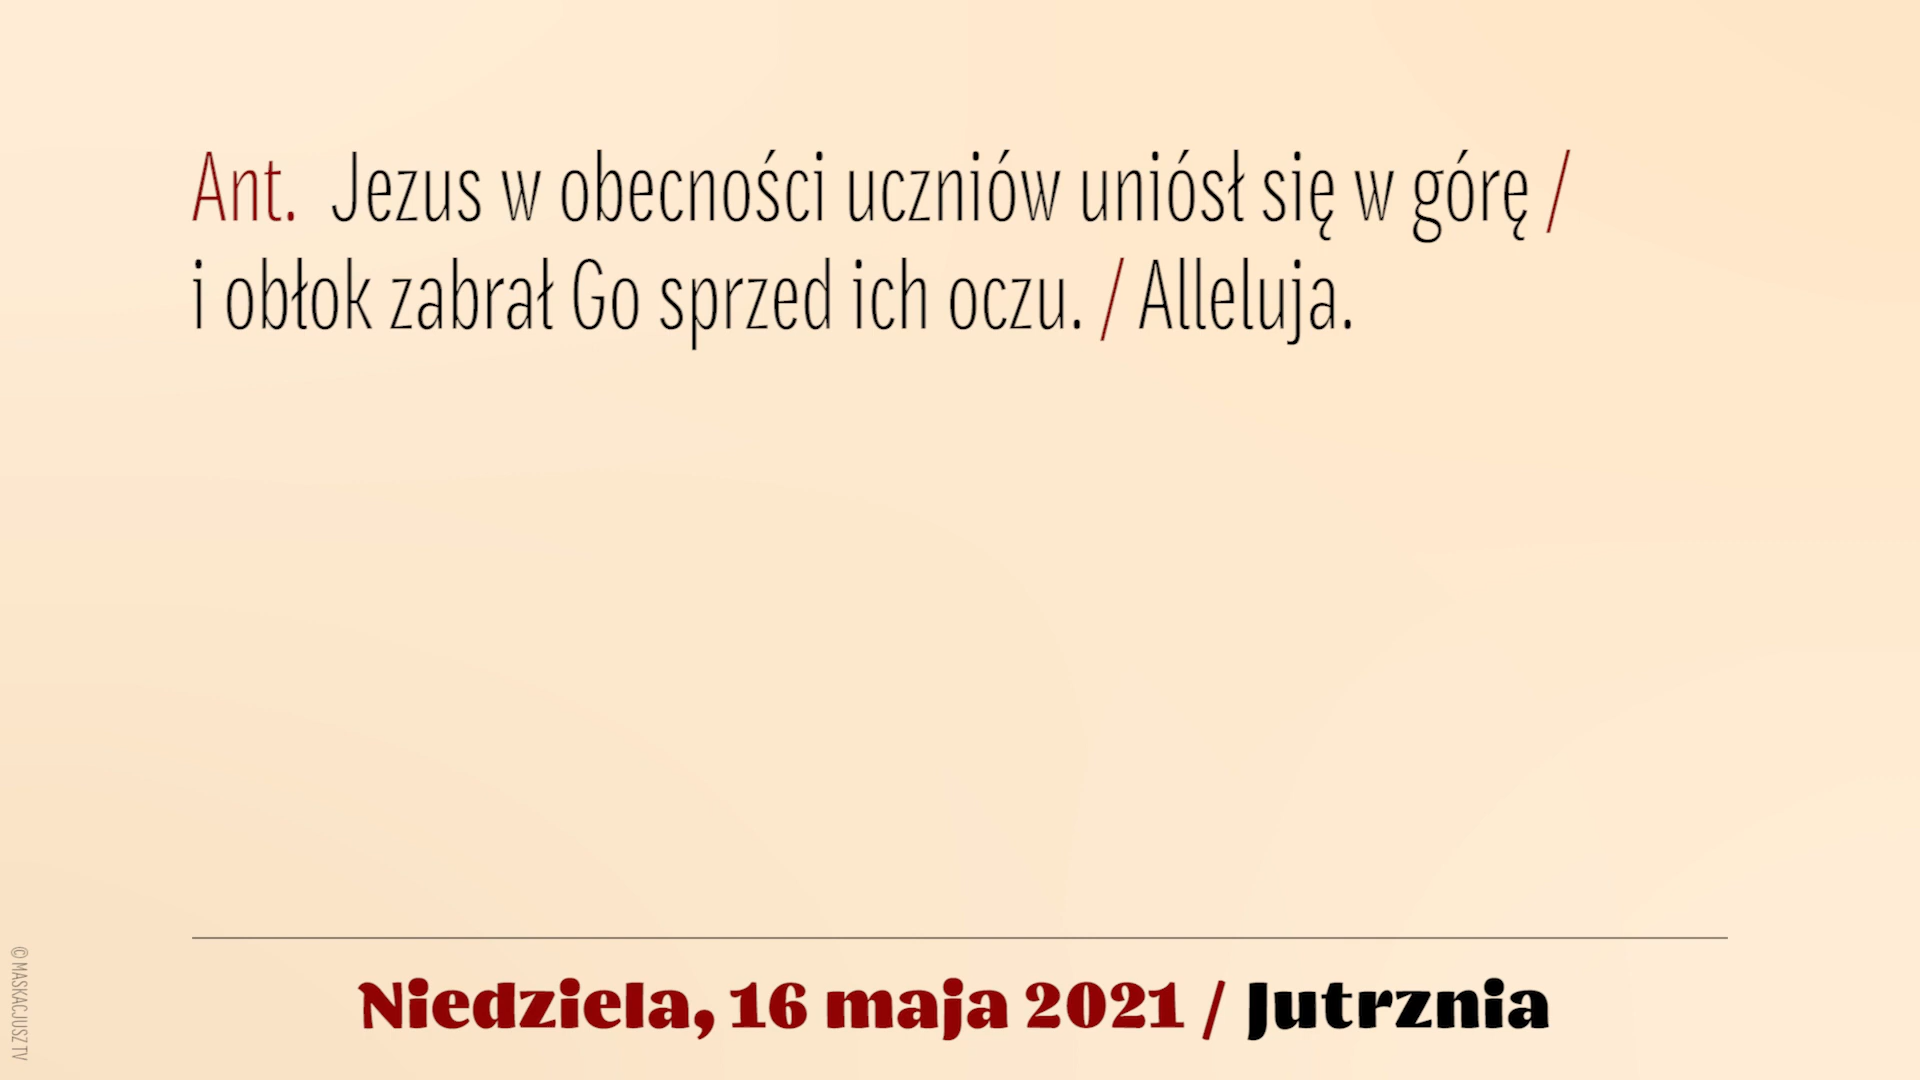 Ant. Jezus w obecności uczniów uniósł się w górę /
i obłok zabrał Go sprzed ich oczu. / Alleluja.
Niedziela, 16 maja 2021 / Jutrznia
© MASKACJUSZ TV